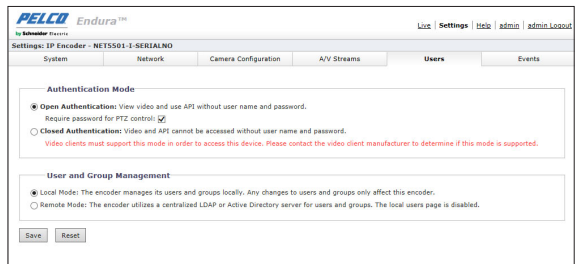 PELCO Endura™
by Schneider Electric
Live | Settings | Help | admin | admin Logout
Settings: IP Encoder - NET5501-I-SERIALNO
System Network Camera Configuration A/V Streams Users Events
Authentication Mode
Open Authentication: View video and use API without user name and password.
Require password for PTZ control:
Closed Authentication: Video and API cannot be accessed without user name and password.
Video clients must support this mode in order to access this device. Please contact the video client manufacturer to determine if this mode is supported.
User and Group Management
Local Mode: The encoder manages its users and groups locally. Any changes to users and groups only affect this encoder.
Remote Mode: The encoder utilizes a centralized LDAP or Active Directory server for users and groups. The local users page is disabled.
Save Reset